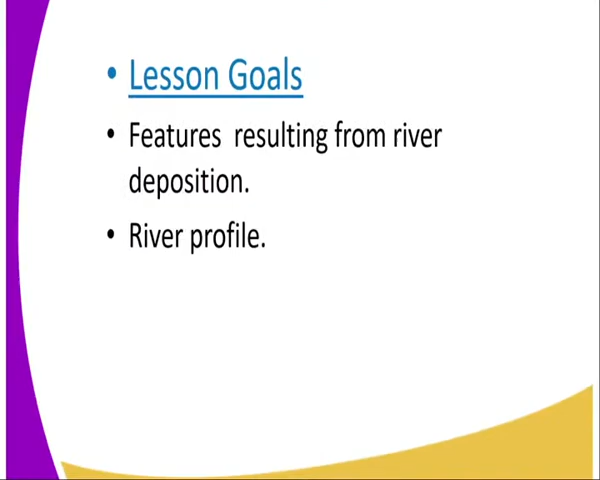 • Lesson Goals
• Features resulting from river
deposition.
• River profile.